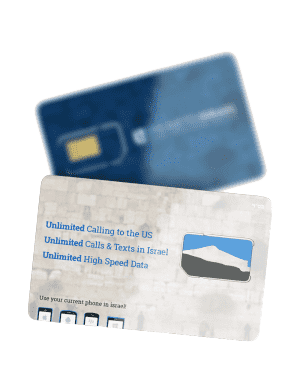 Unlimited Calling to the US
Unlimited Calls & Texts in Israel
Unlimited High Speed Data
Use your current phone in israel?